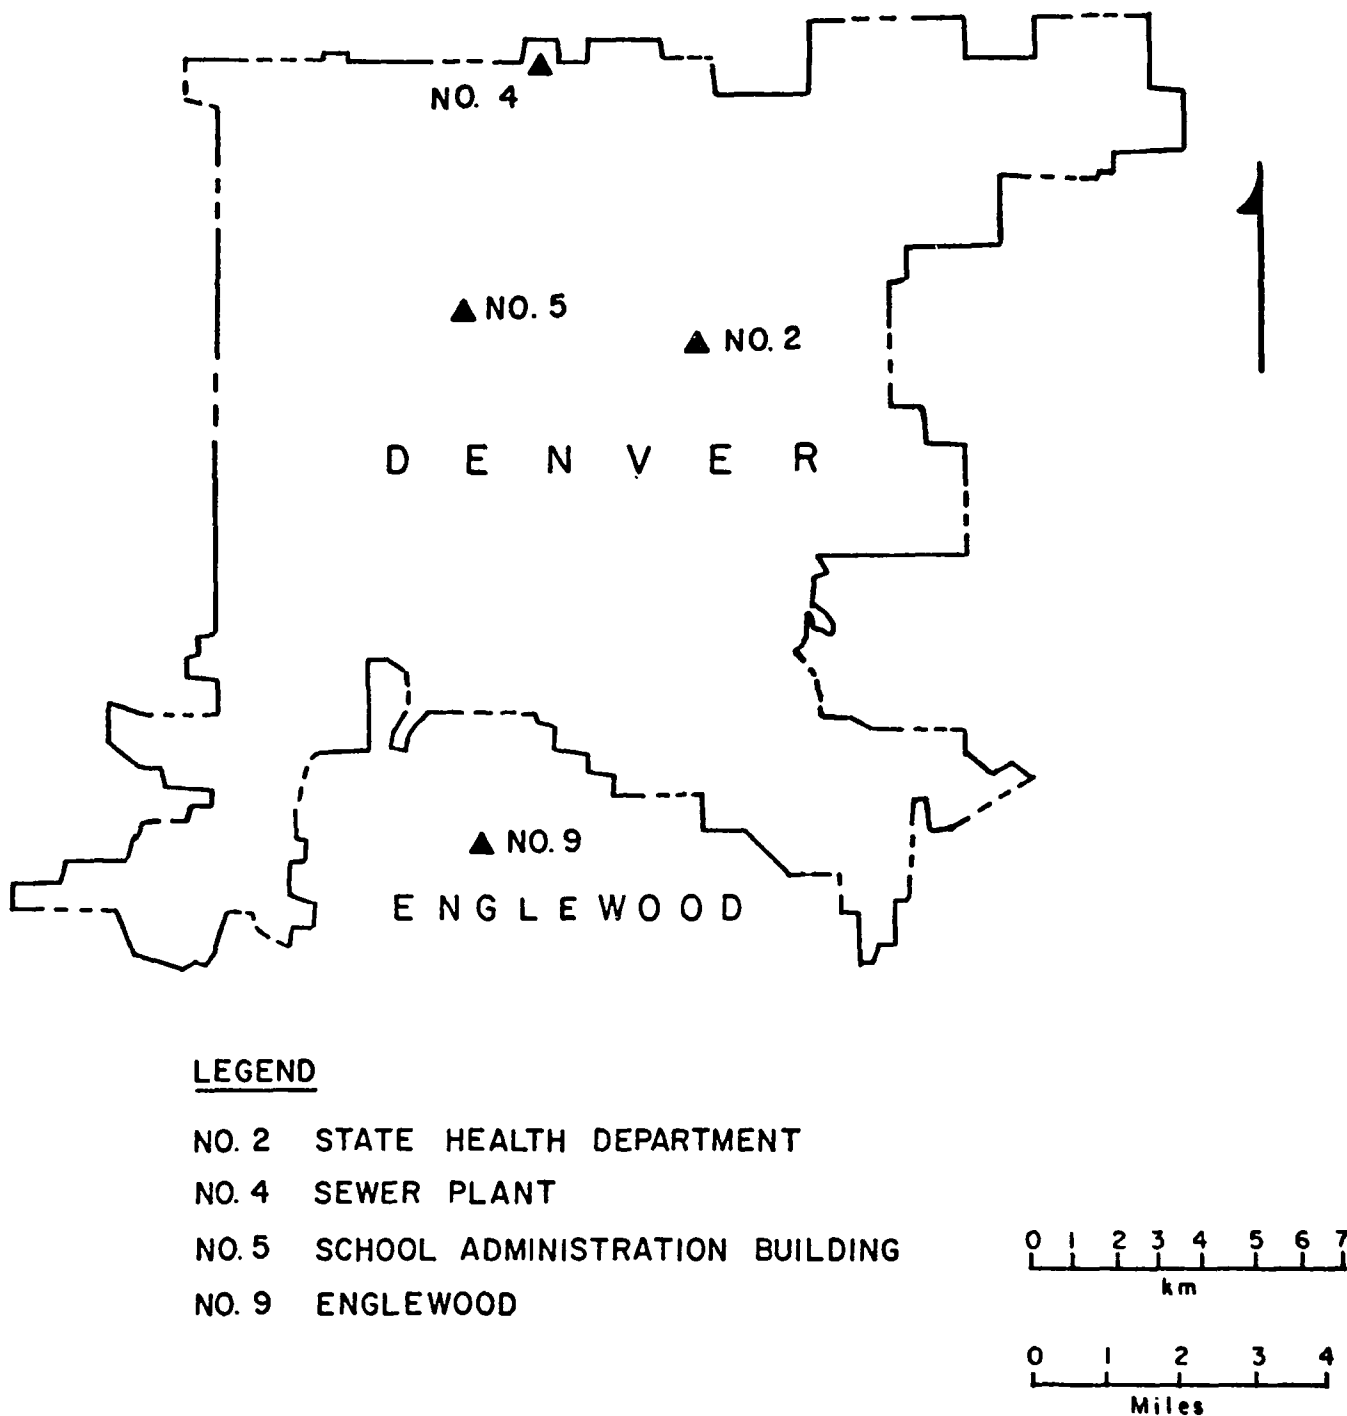 NO. 4
NO. 5
NO. 2
DENVER
NO. 9
ENGLEWOOD
LEGEND
NO. 2 STATE HEALTH DEPARTMENT
NO. 4 SEWER PLANT
NO. 5 SCHOOL ADMINISTRATION BUILDING
NO. 9 ENGLEWOOD
0 1 2 3 4 5 6 7
km
0 1 2 3 4
Miles